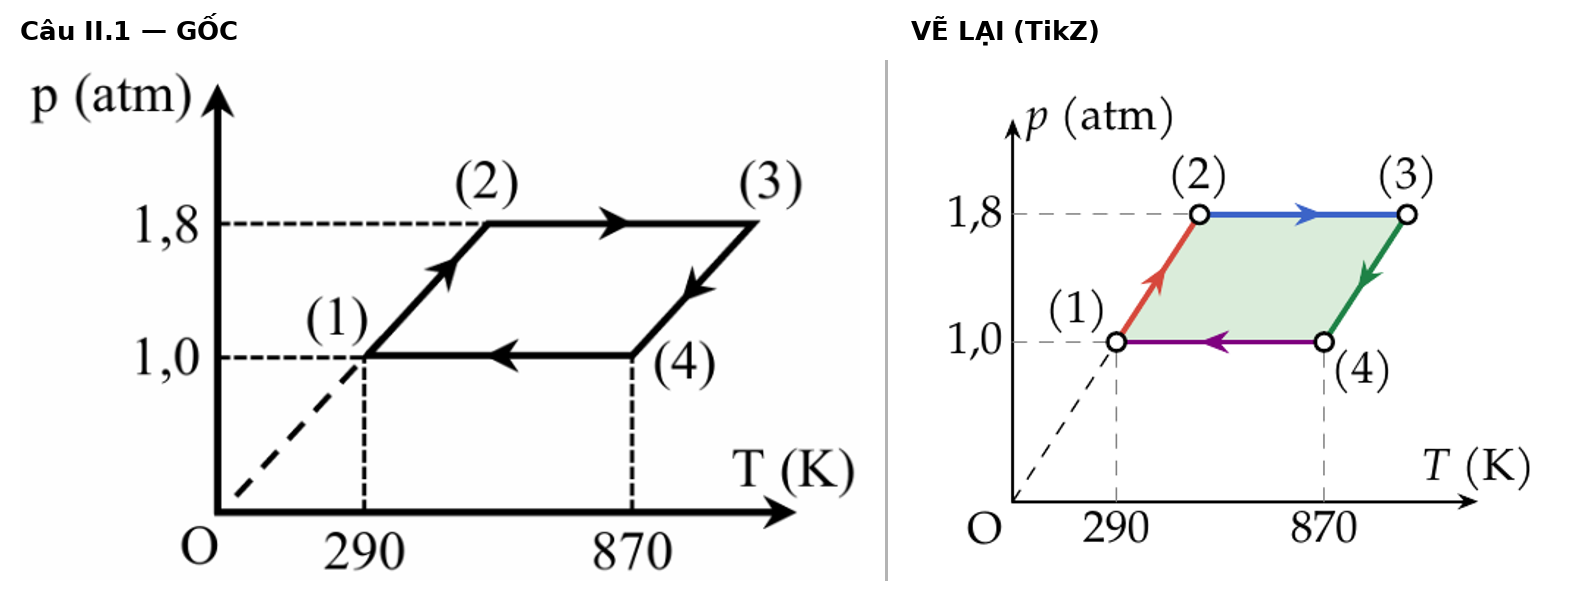 Câu II.1 — GỐC
p (atm)
(2)
(3)
1,8
(1)
1,0
(4)
T (K)
O
290
870
VẼ LẠI (TikZ)
p (atm)
(2)
(3)
1,8
(1)
1,0
(4)
T (K)
O
290
870